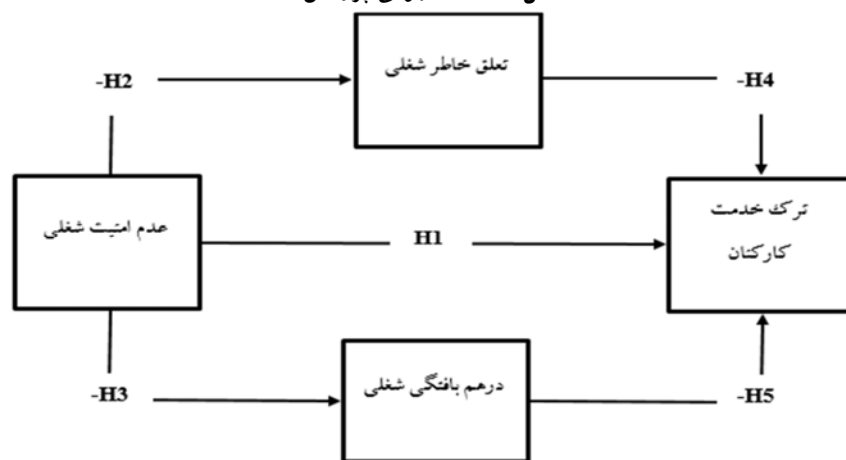 تعلق خاطر شغلی
-H2
-H4
عدم امنیت شغلی
H1
ترک خدمت
کارکنان
-H3
درهم بافتگی شغلی
-H5